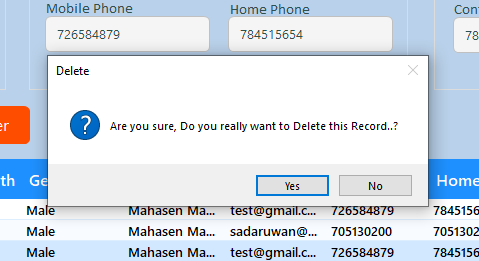 Mobile Phone Home Phone Cont
726584879 784515654 78
Delete
Are you sure, Do you really want to Delete this Record..?
Yes No
er
th Ge Home
Male Mahasen Ma... test@gmail.c... 726584879 7845156
Male Mahasen Ma... sadaruwan@... 705130200 7051302
Male Mahasen Ma... test@gmail.c... 726584879 7845156